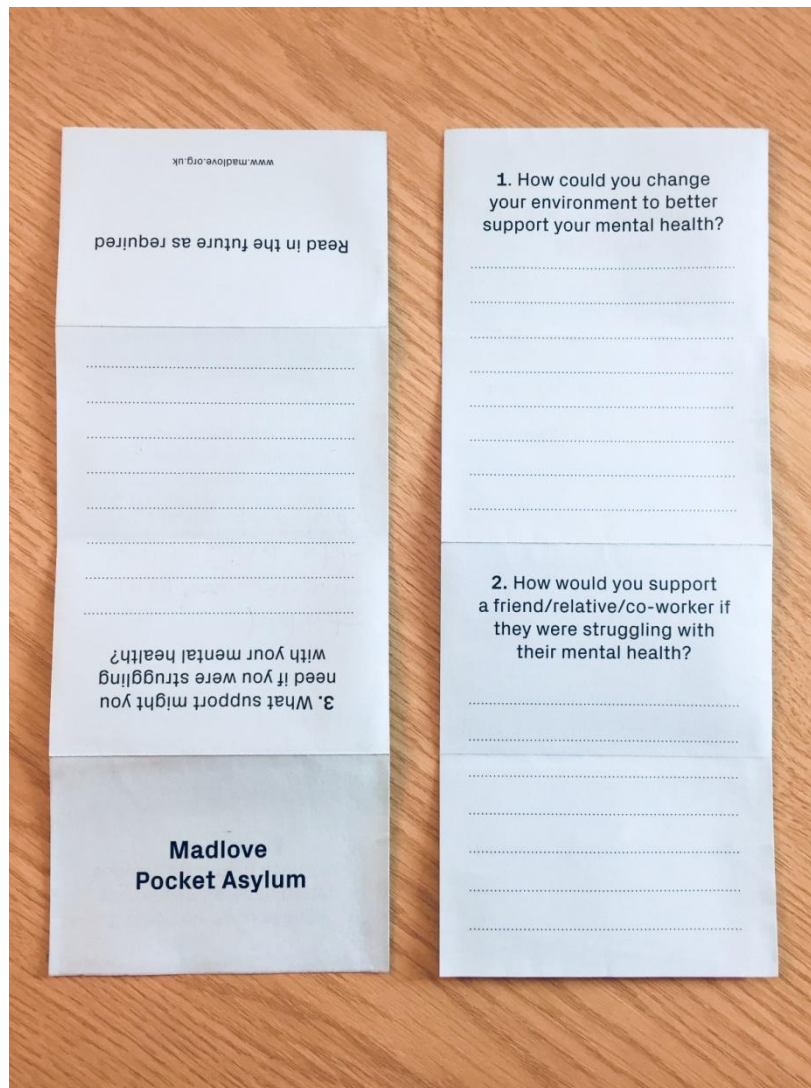 Madlove
Pocket Asylum
1. How could you change
your environment to better
support your mental health?
2. How would you support
a friend/relative/co-worker if
they were struggling with
their mental health?
3. What support might you
need if you were struggling
with your mental health?
Read in the future as required
www.madlove.org.uk